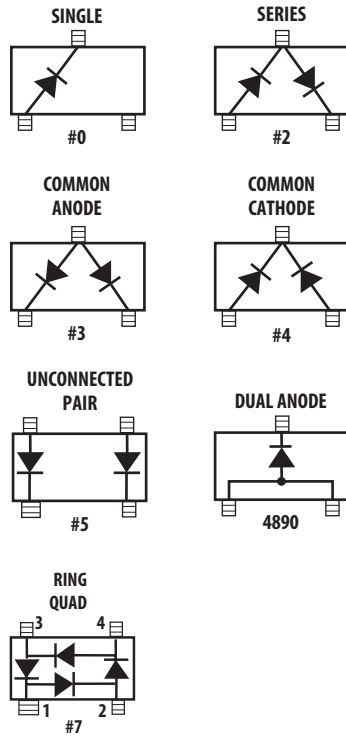 SINGLE
#0
SERIES
#2
COMMON
ANODE
#3
COMMON
CATHODE
#4
UNCONNECTED
PAIR
#5
DUAL ANODE
4890
RING
QUAD
3 4
1 2
#7